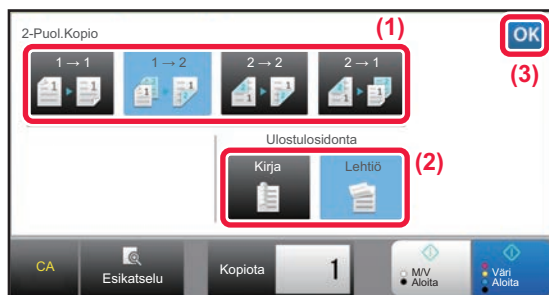 2-Puol.Kopio
(1)
OK
(3)
1 → 1
1 → 2
2 → 2
2 → 1
Ulostulosidonta
Kirja
Lehtiö
(2)
CA
Esikatselu
Kopiota
1
M/V
Aloita
Väri
Aloita